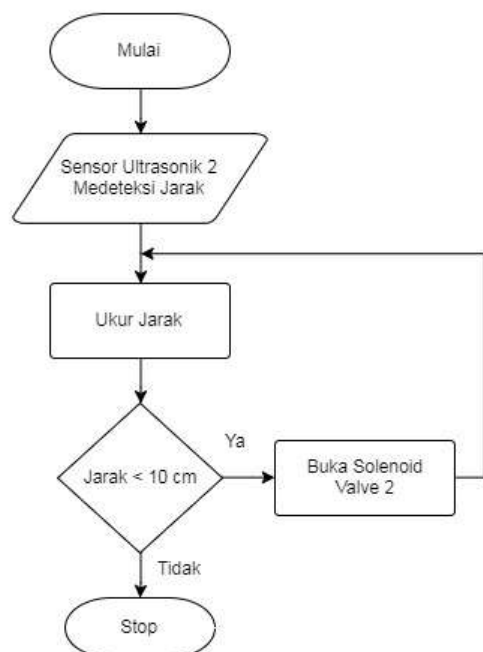 Mulai
Sensor Ultrasonik 2
Medeteksi Jarak
Ukur Jarak
Jarak < 10 cm
Ya
Buka Solenoid
Valve 2
Tidak
Stop